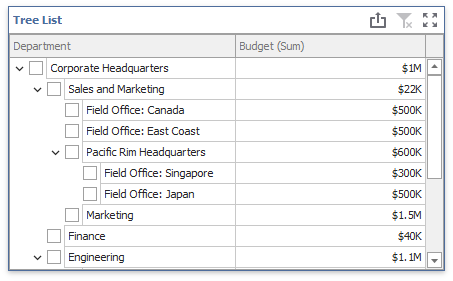 Tree List
Department Budget (Sum)
Corporate Headquarters $1M
Sales and Marketing $22K
Field Office: Canada $500K
Field Office: East Coast $500K
Pacific Rim Headquarters $600K
Field Office: Singapore $300K
Field Office: Japan $500K
Marketing $1.5M
Finance $40K
Engineering $1.1M